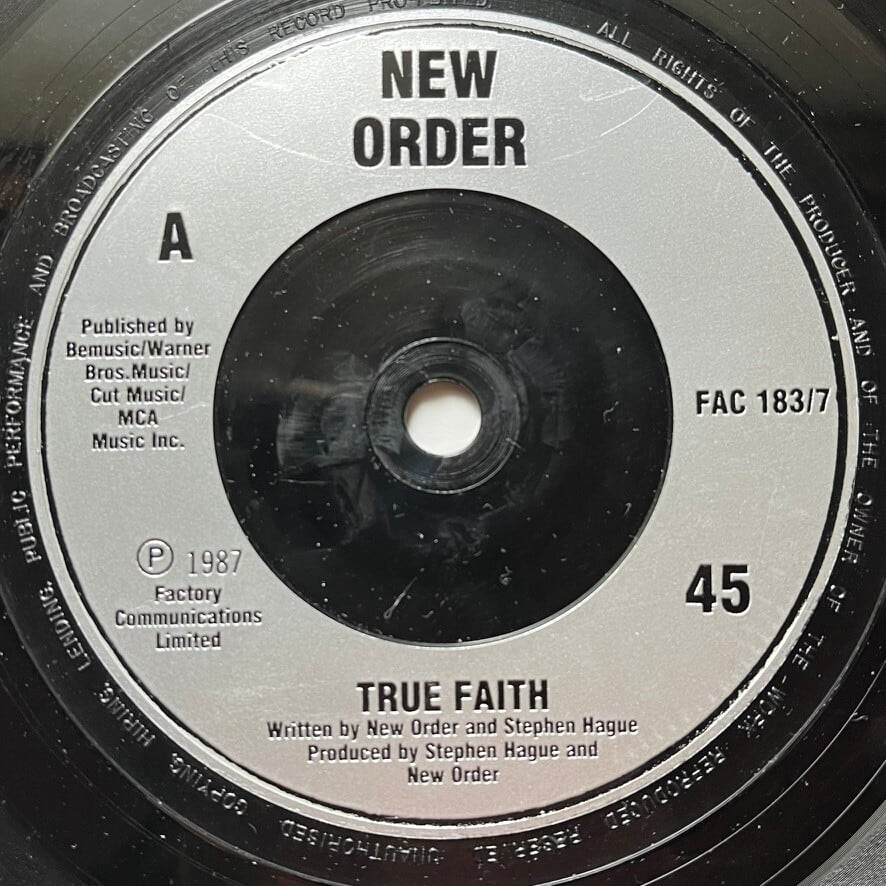 NEW
ORDER
A
Published by
Bemusic/Warner
Bros.Music/
Cut Music/
MCA
Music Inc.
FAC 183/7
Ⓟ 1987
Factory
Communications
Limited
45
TRUE FAITH
Written by New Order and Stephen Hague
Produced by Stephen Hague and
New Order
ALL RIGHTS OF THE PRODUCER AND OF THE OWNER OF THE WORK REPRODUCED RESERVED UNAUTHORISED COPYING, HIRING, LENDING, PUBLIC PERFORMANCE AND BROADCASTING OF THIS RECORD PROHIBITED